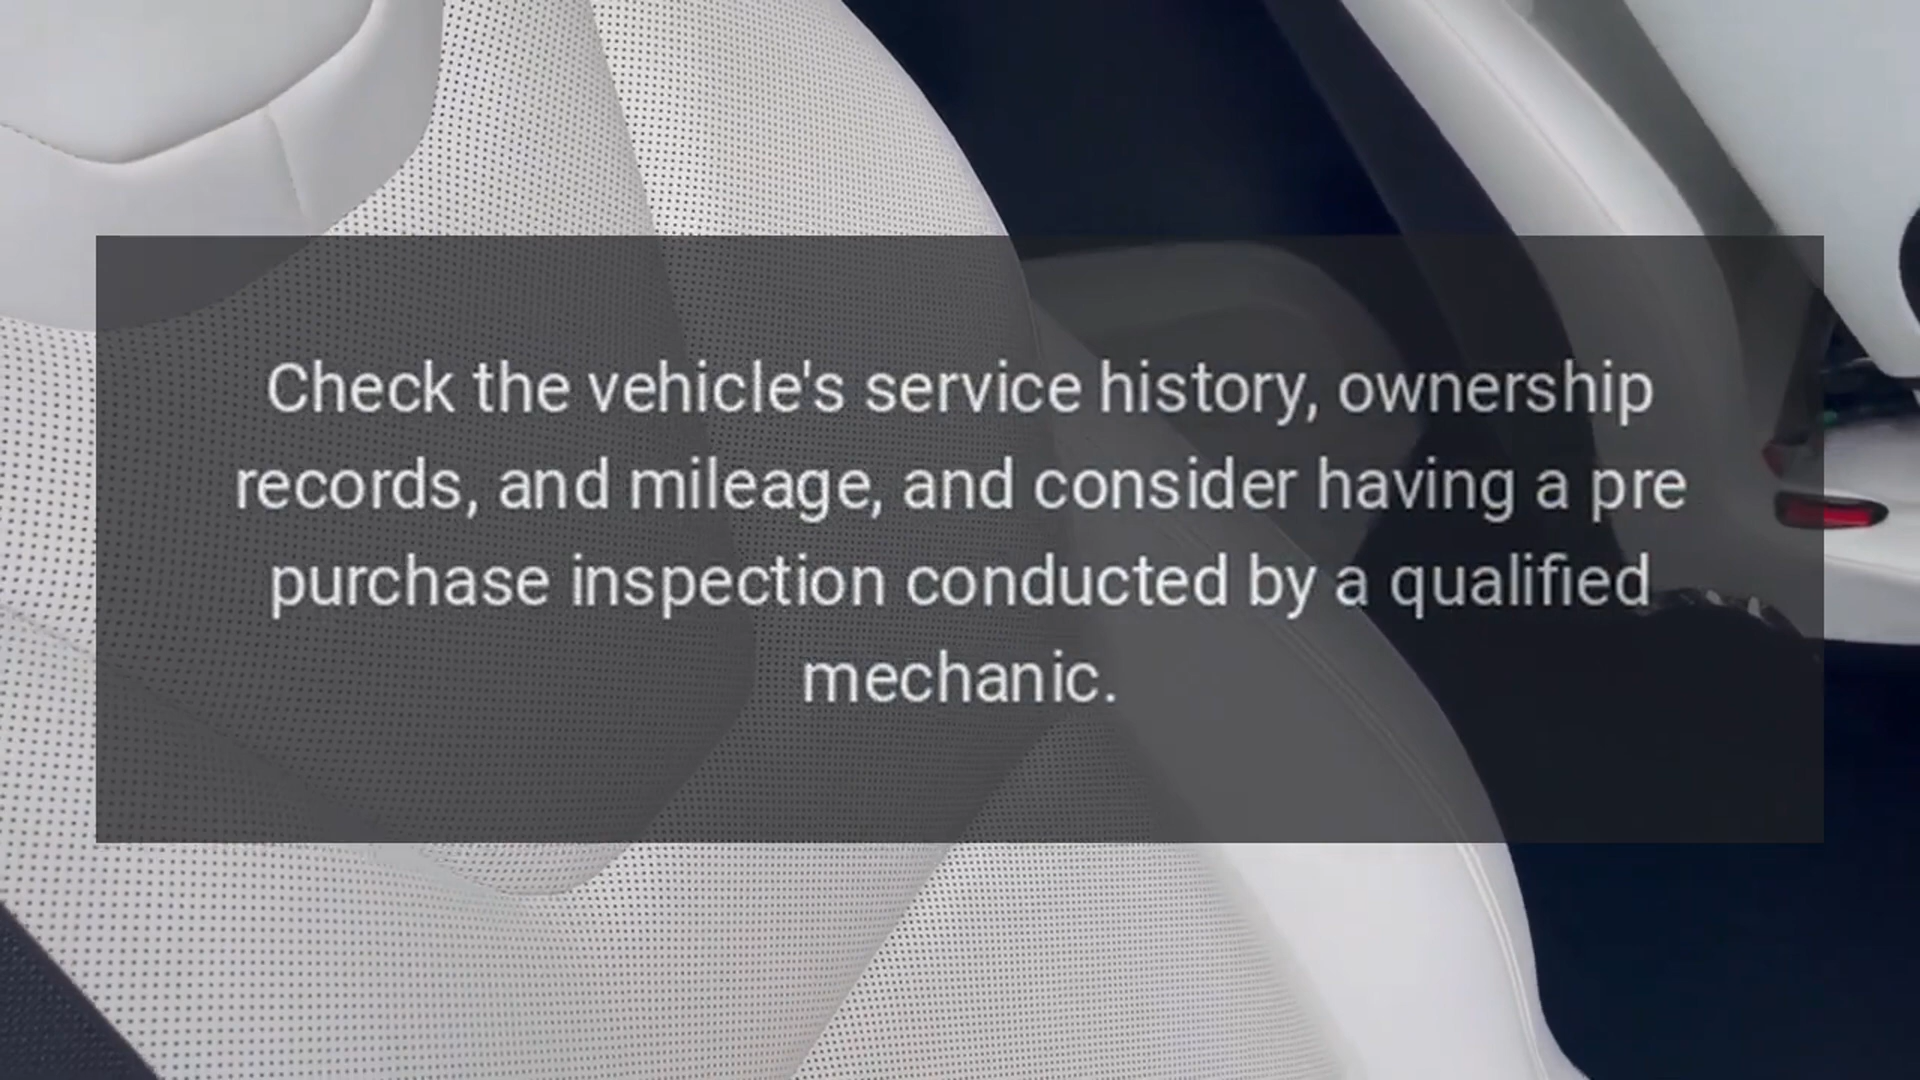 Check the vehicle's service history, ownership
records, and mileage, and consider having a pre
purchase inspection conducted by a qualified
mechanic.